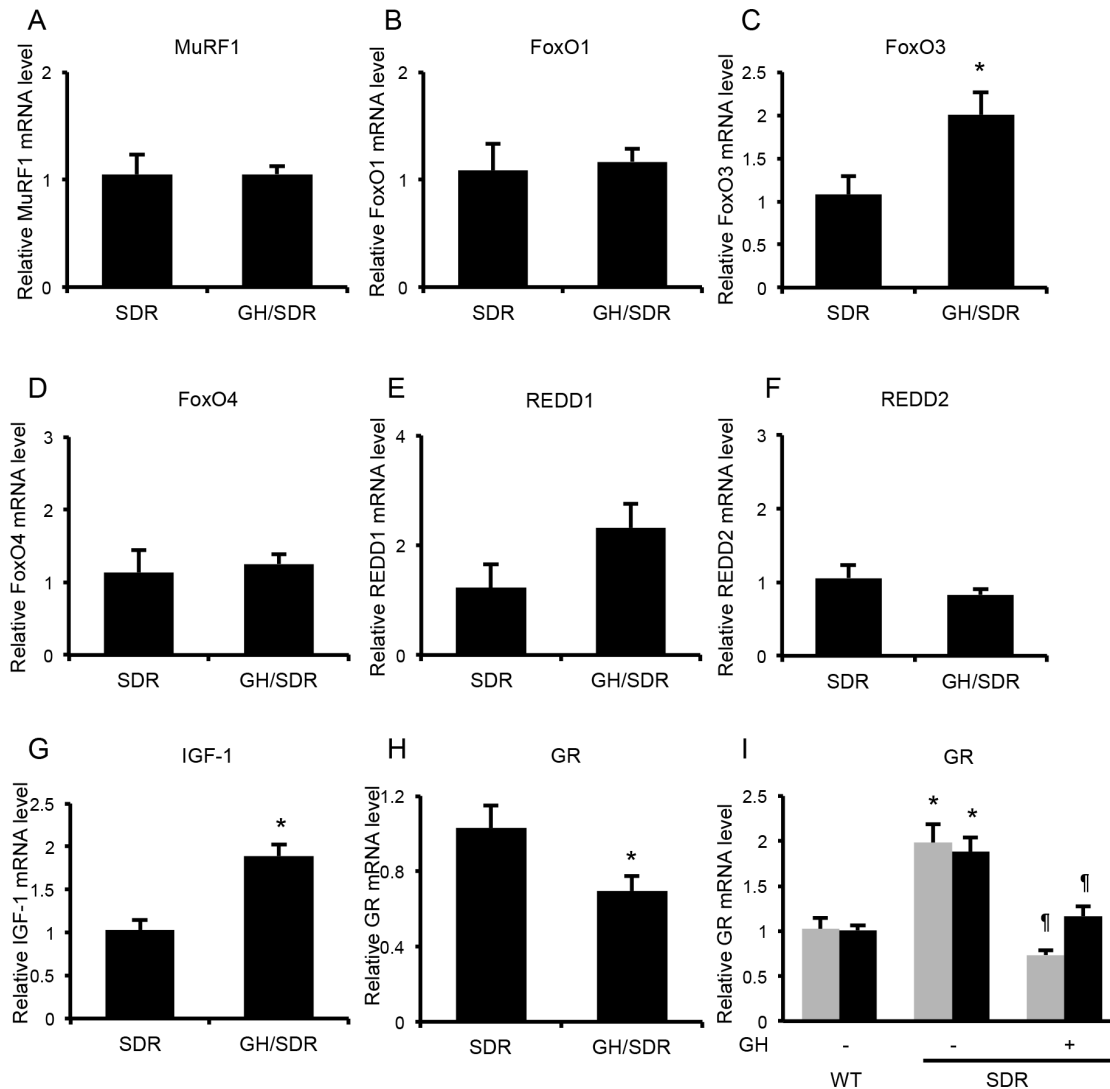 A
MuRF1
Relative MuRF1 mRNA level
2
1
0
SDR GH/SDR
B
FoxO1
Relative FoxO1 mRNA level
2
1
0
SDR GH/SDR
C
FoxO3
Relative FoxO3 mRNA level
2.5
2
1.5
1
0.5
0
*
SDR GH/SDR
D
FoxO4
Relative FoxO4 mRNA level
3
2
1
0
SDR GH/SDR
E
REDD1
Relative REDD1 mRNA level
4
2
0
SDR GH/SDR
F
REDD2
Relative REDD2 mRNA level
3
2
1
0
SDR GH/SDR
G
IGF-1
Relative IGF-1 mRNA level
2.5
2
1.5
1
0.5
0
*
SDR GH/SDR
H
GR
Relative GR mRNA level
1.2
0.8
0.4
0
*
SDR GH/SDR
I
GR
Relative GR mRNA level
2.5
2
1.5
1
0.5
0
* *
¶ ¶
GH - - +
WT SDR